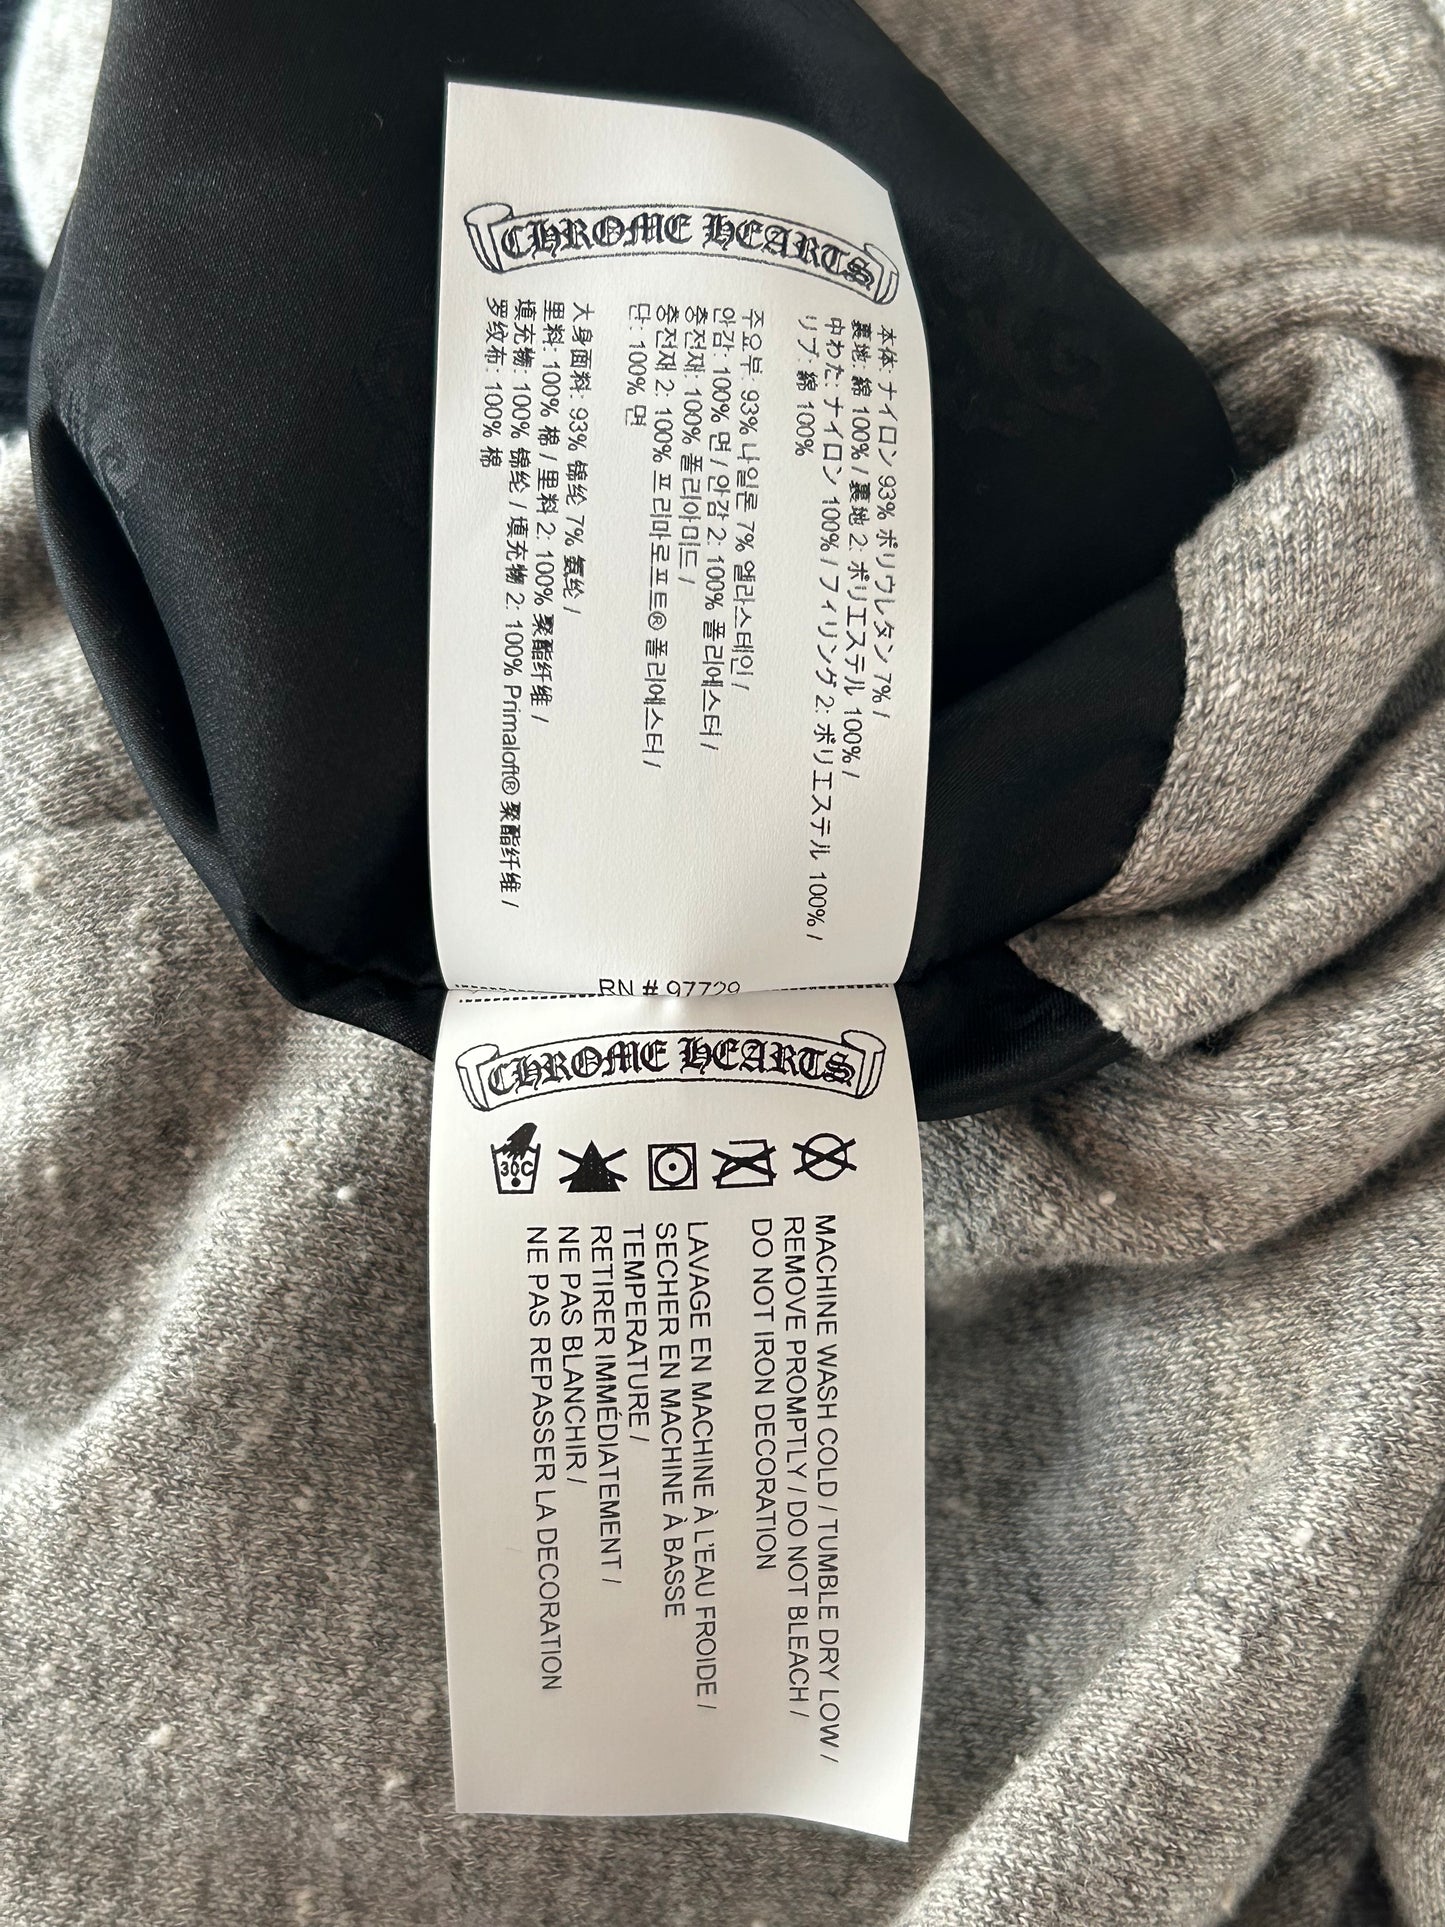 CHROME HEARTS
本体: ナイロン 93% ポリウレタン 7% /
裏地: 綿 100% / 裏地 2: ポリエステル 100% /
中わた: ナイロン 100% / フィリング 2: ポリエステル 100% /
リブ: 綿 100%
주요부: 93% 나일론 7% 엘라스테인 /
안감: 100% 면 / 안감 2: 100% 폴리에스터 /
충전재: 100% 폴리아미드 /
충전재 2: 100% 프리마로프트® 폴리에스터 /
단: 100% 면
大身面料: 93% 锦纶 7% 氨纶 /
里料: 100% 棉 / 里料 2: 100% 聚酯纤维 /
填充物: 100% 锦纶 / 填充物 2: 100% Primaloft® 聚酯纤维 /
罗纹布: 100% 棉
RN # 97729
CHROME HEARTS
30C
MACHINE WASH COLD / TUMBLE DRY LOW /
REMOVE PROMPTLY / DO NOT BLEACH /
DO NOT IRON DECORATION
LAVAGE EN MACHINE À L'EAU FROIDE /
SECHER EN MACHINE À BASSE
TEMPERATURE /
RETIRER IMMÉDIATEMENT /
NE PAS BLANCHIR /
NE PAS REPASSER LA DECORATION